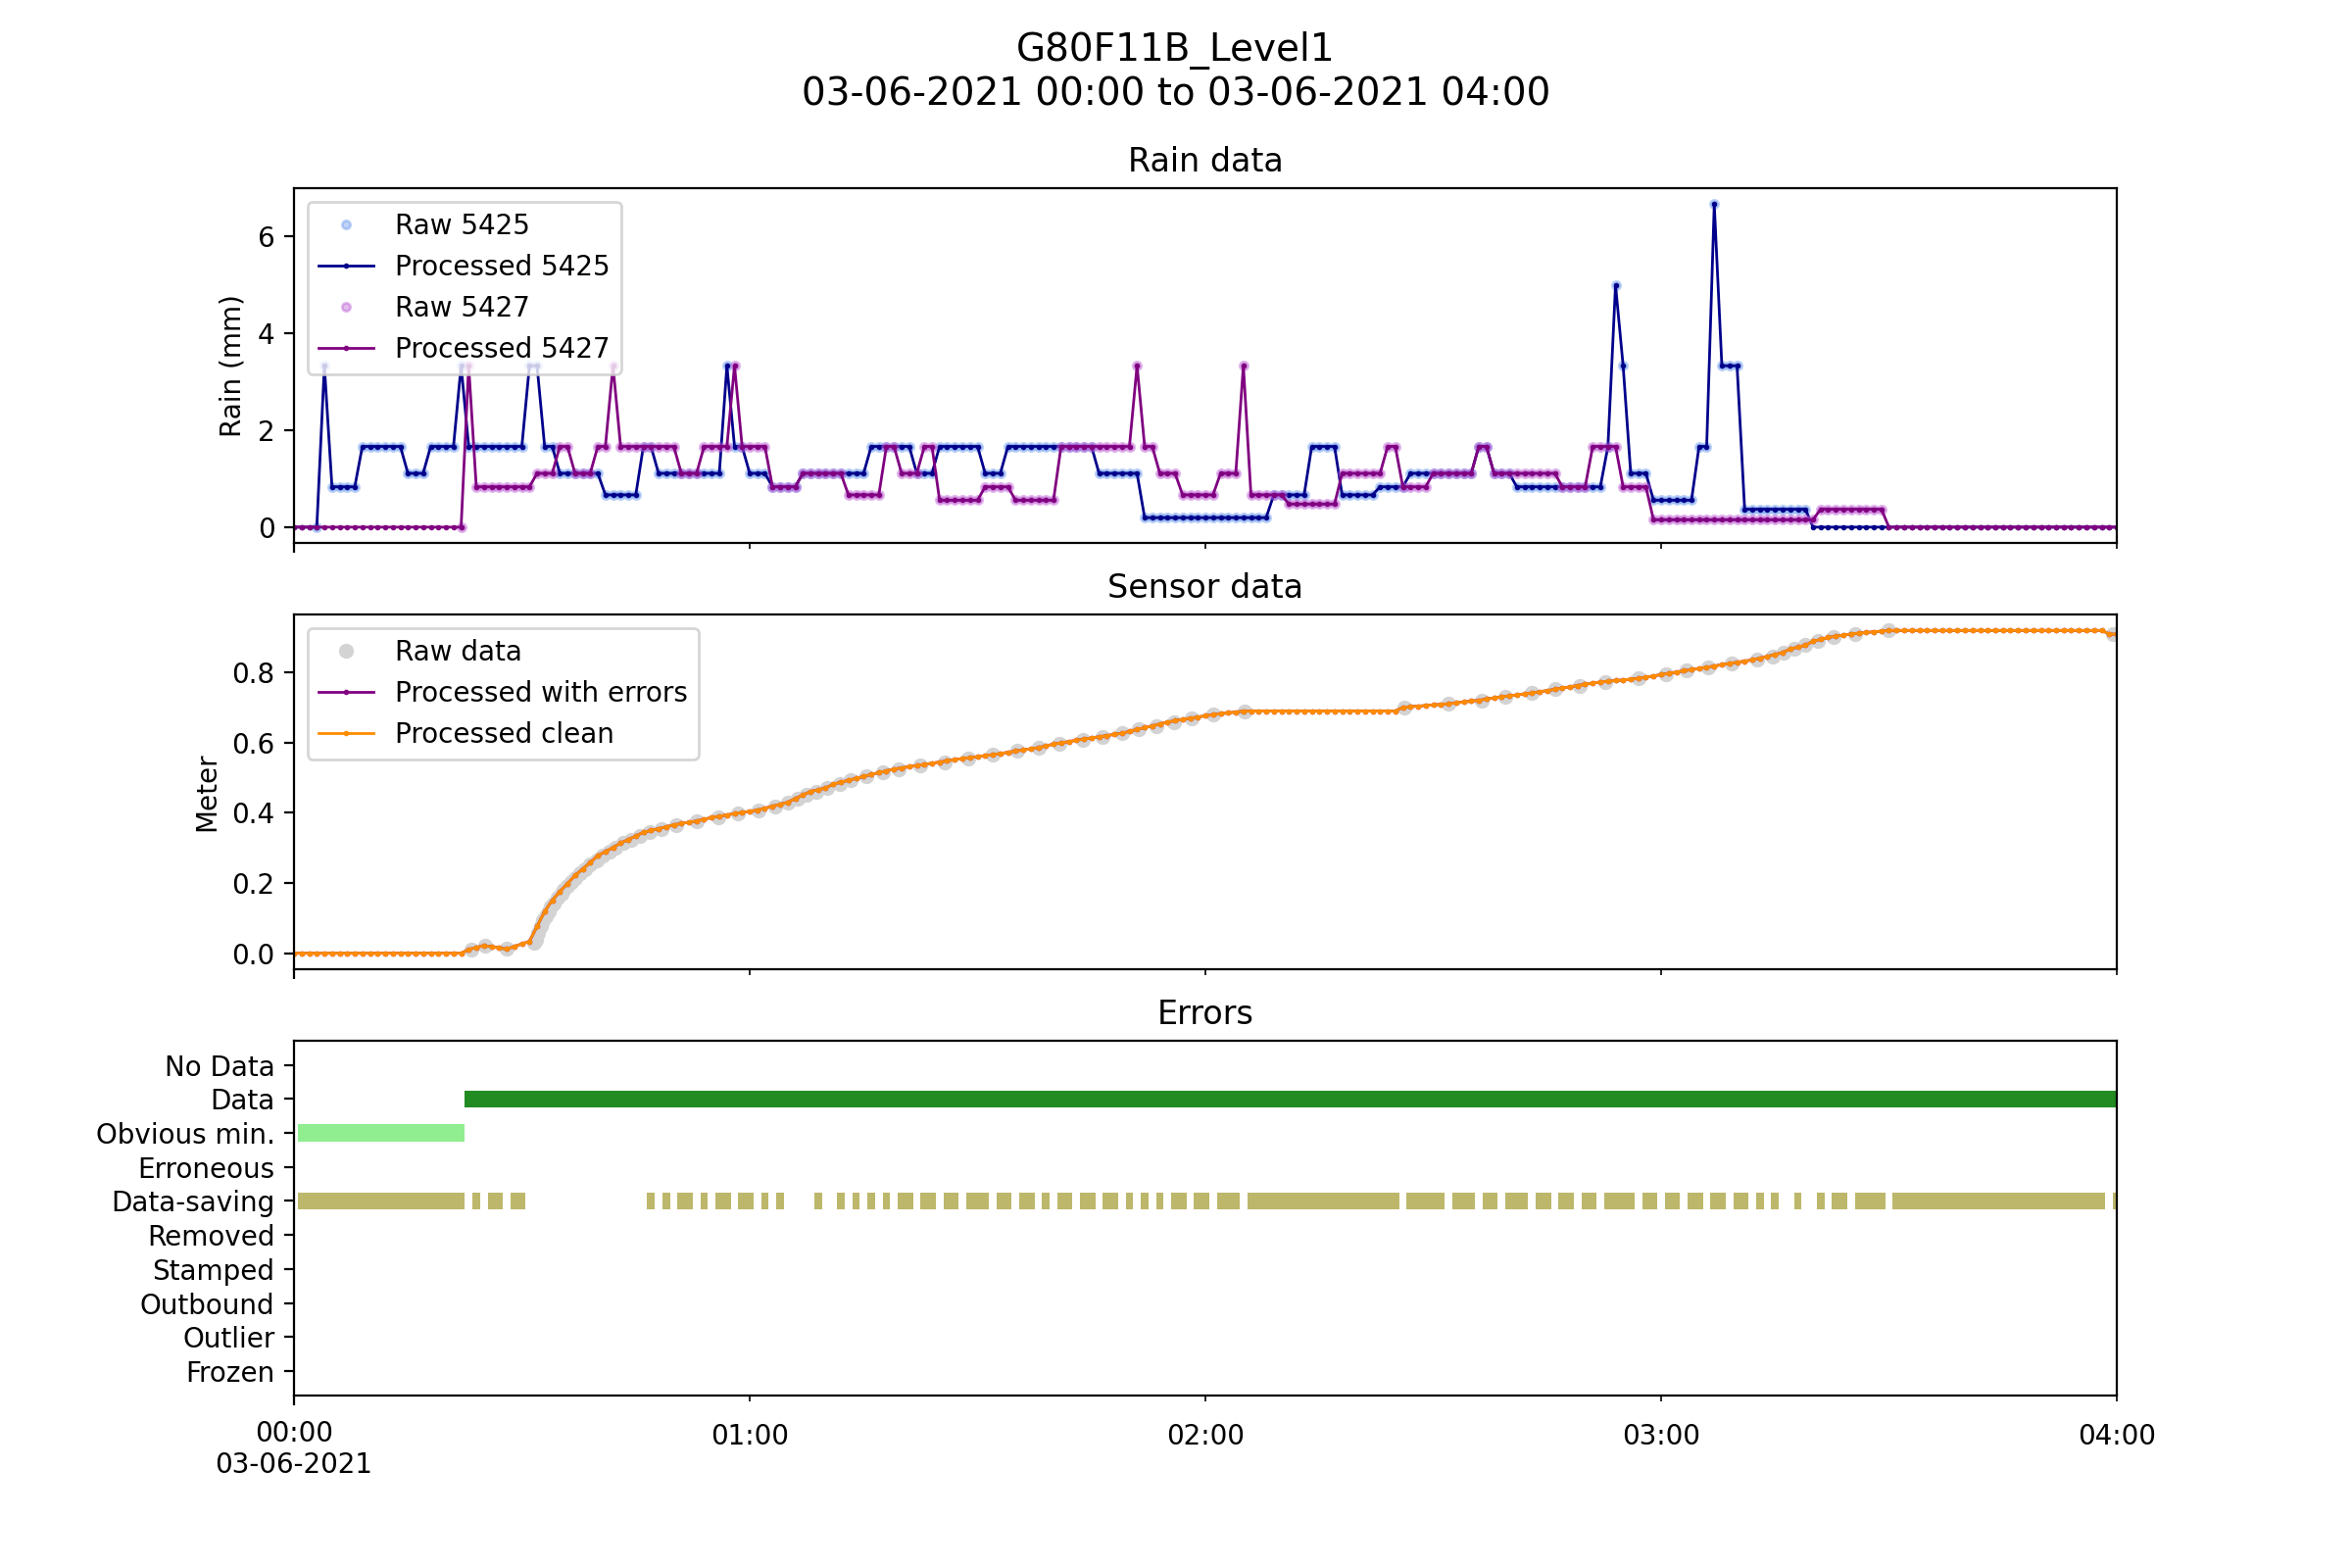 G80F11B_Level1
03-06-2021 00:00 to 03-06-2021 04:00
Rain data
Rain (mm)
6
4
2
0
Raw 5425
Processed 5425
Raw 5427
Processed 5427
Sensor data
Meter
0.8
0.6
0.4
0.2
0.0
Raw data
Processed with errors
Processed clean
Errors
No Data
Data
Obvious min.
Erroneous
Data-saving
Removed
Stamped
Outbound
Outlier
Frozen
00:00
03-06-2021
01:00
02:00
03:00
04:00